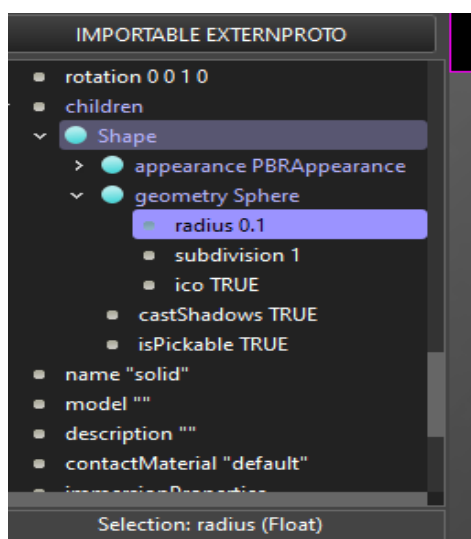 IMPORTABLE EXTERNPROTO
rotation 0 0 1 0
children
Shape
appearance PBRAppearance
geometry Sphere
radius 0.1
subdivision 1
ico TRUE
castShadows TRUE
isPickable TRUE
name "solid"
model ""
description ""
contactMaterial "default"
immersionProperties
Selection: radius (Float)